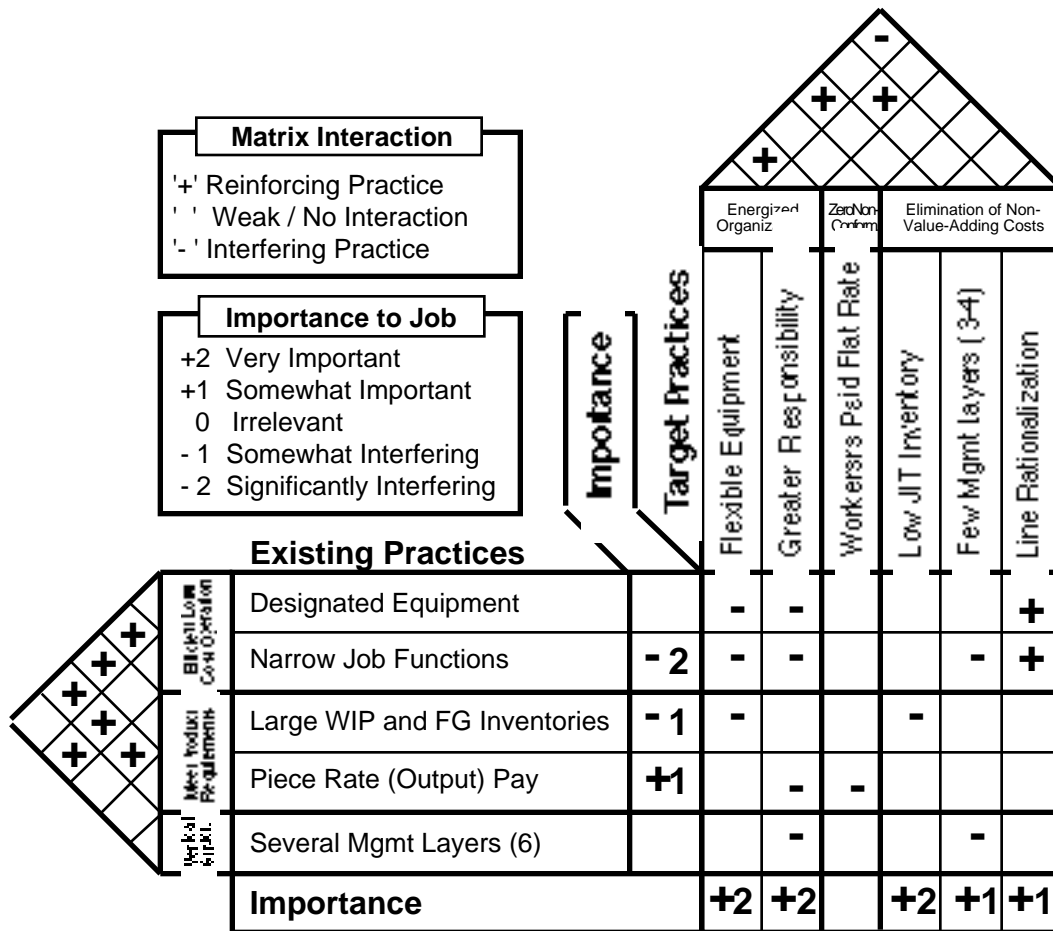 -
+ +
+
Matrix Interaction
'+' Reinforcing Practice
' ' Weak / No Interaction
'- ' Interfering Practice
Importance to Job
+2 Very Important
+1 Somewhat Important
0 Irrelevant
- 1 Somewhat Interfering
- 2 Significantly Interfering
Energized
Organiz
Elimination of Non-
Value-Adding Costs
Importance
Target Practices
Flexible Equipment
Greater Responsibility
Workersrs Paid Flat Rate
Low JIT Inventory
Few Mgmt layers ( 3-4)
Line Rationalization
Existing Practices
Designated Equipment - - +
Narrow Job Functions - 2 - - - +
Large WIP and FG Inventories - 1 - -
Piece Rate (Output) Pay +1 - -
Several Mgmt Layers (6) - -
Importance +2 +2 +2 +1 +1
Cost Operation
Requirements
+
+
+
+
+ +